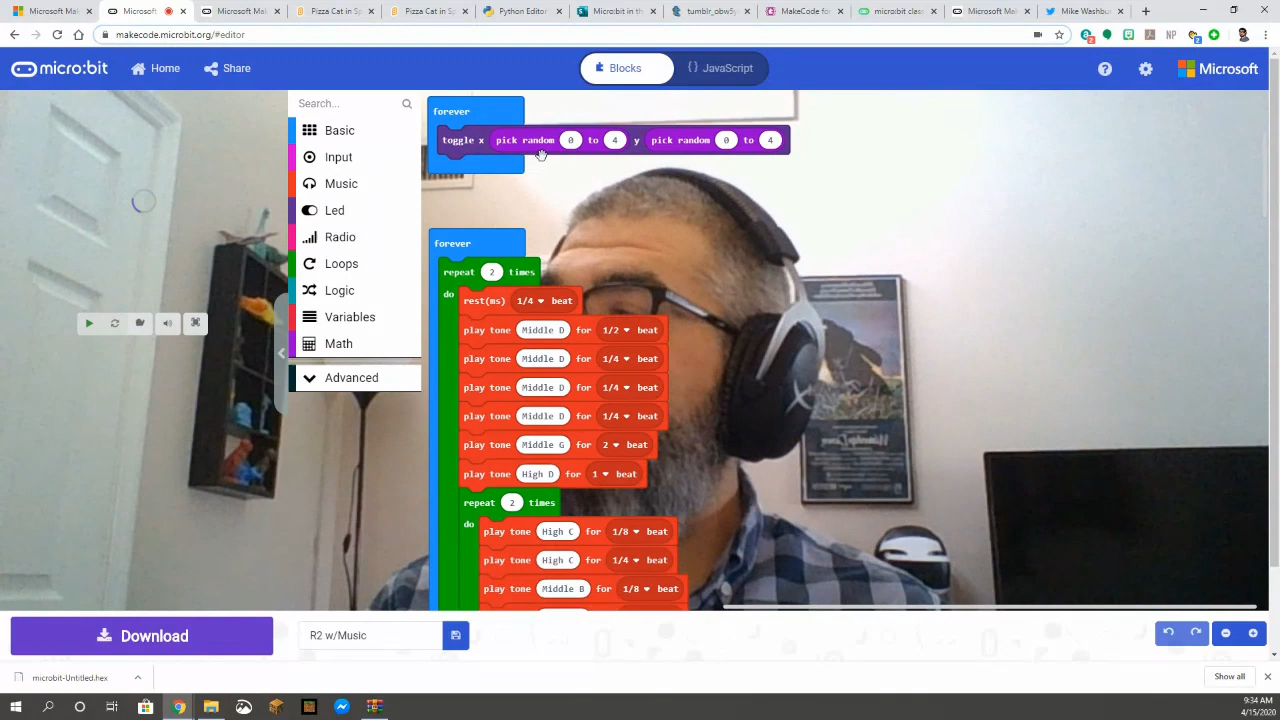 Microsoft Ma
Microsoft
Microsoft Mak
Pizza Cat in S
Pizza Cat in Sp
Python Editor
Microbit in th
tumblr_obw5y
MakeCode for
microbit class
Microsoft Ma
Mike Washbur
makecode.microbit.org/#editor
2
NP
2
micro:bit
Home
Share
Blocks
{} JavaScript
?
Microsoft
Search...
Basic
Input
Music
Led
Radio
Loops
Logic
Variables
Math
Advanced
forever
toggle x pick random 0 to 4 y pick random 0 to 4
forever
repeat 2 times
do
rest(ms) 1/4 beat
play tone Middle D for 1/2 beat
play tone Middle D for 1/4 beat
play tone Middle D for 1/4 beat
play tone Middle D for 1/4 beat
play tone Middle G for 2 beat
play tone High D for 1 beat
repeat 2 times
do
play tone High C for 1/8 beat
play tone High C for 1/4 beat
play tone Middle B for 1/8 beat
Download
R2 w/Music
microbit-Untitled.hex
Show all
9:34 AM
4/15/2020